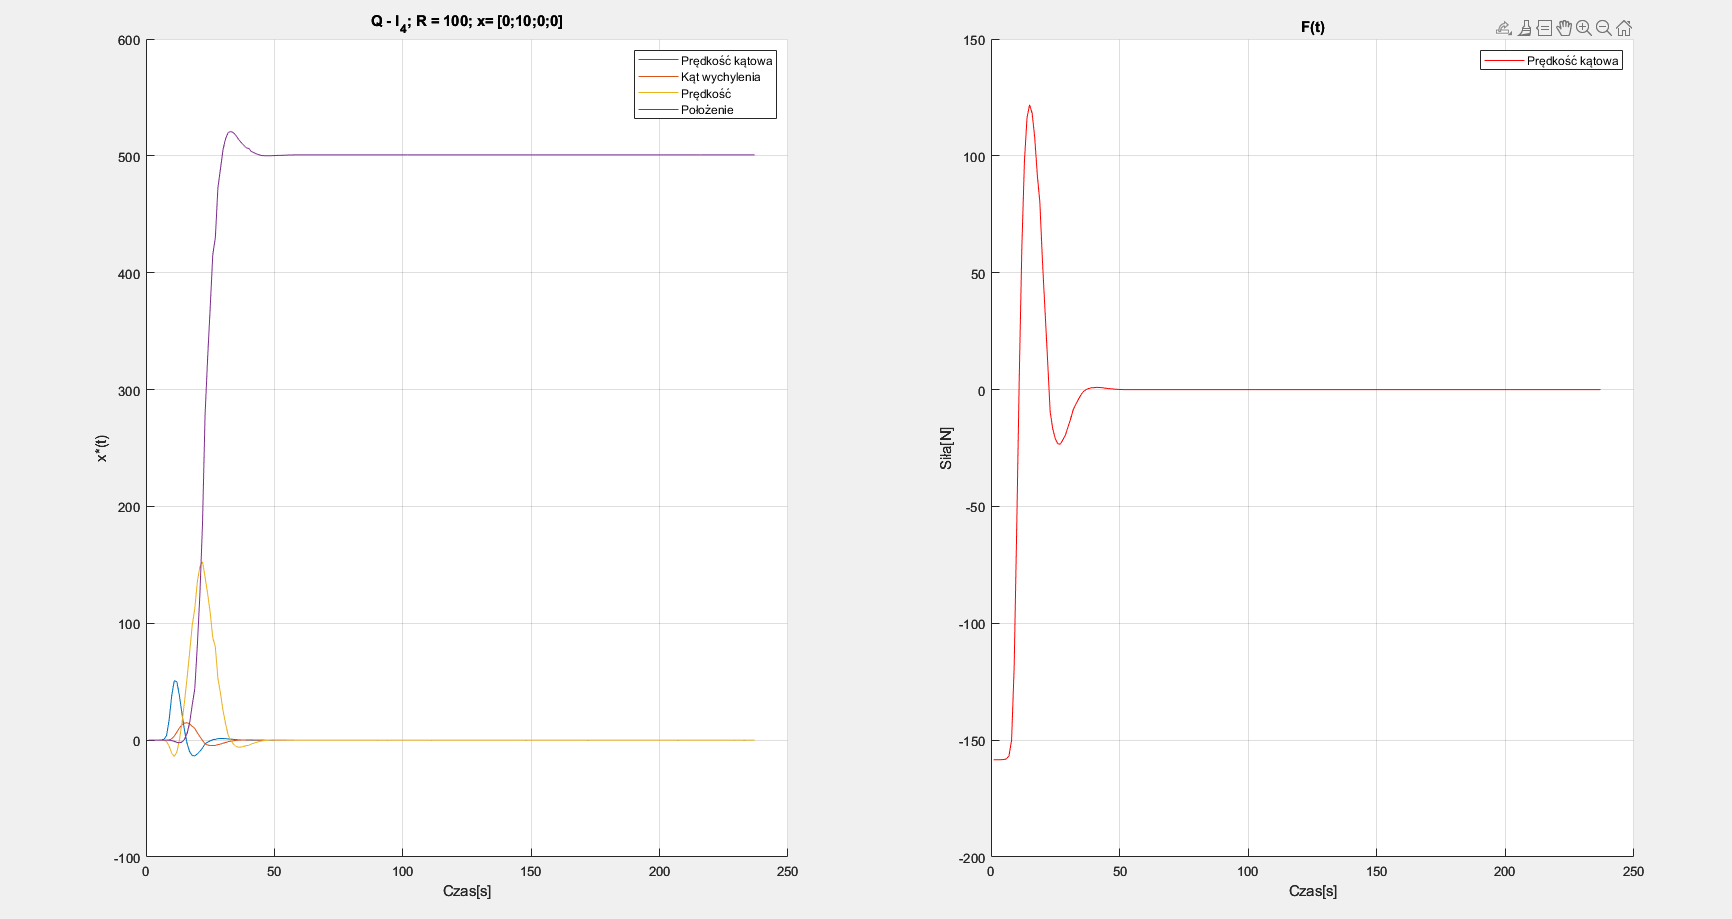 Q - I4; R = 100; x= [0;10;0;0]
600
500
400
300
200
100
0
-100
x*(t)
0
50
100
150
200
250
Czas[s]
Prędkość kątowa
Kąt wychylenia
Prędkość
Położenie
F(t)
150
100
50
0
-50
-100
-150
-200
Siła[N]
0
50
100
150
200
250
Czas[s]
Prędkość kątowa